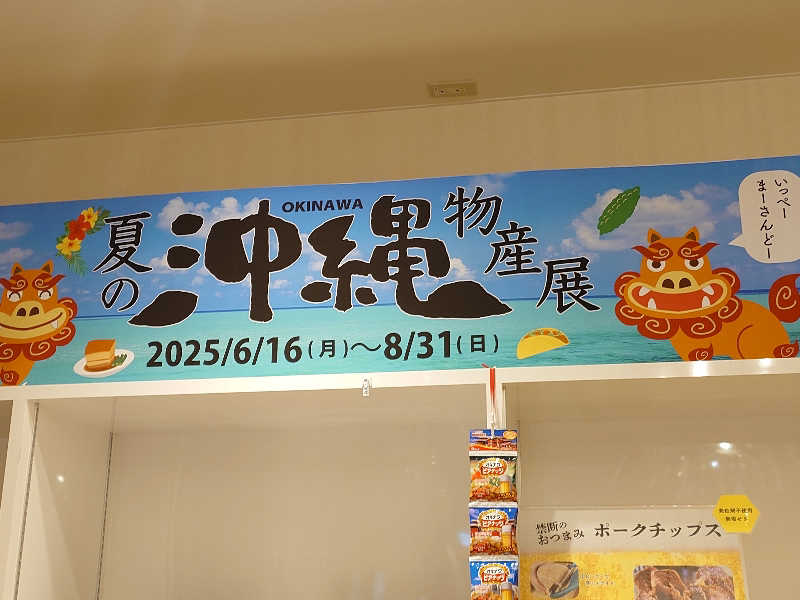 夏の
OKINAWA
沖縄
物産展
2025/6/16(月)～8/31(日)
いっぺー
まーさんどー
禁断の
おつまみ ポークチップス